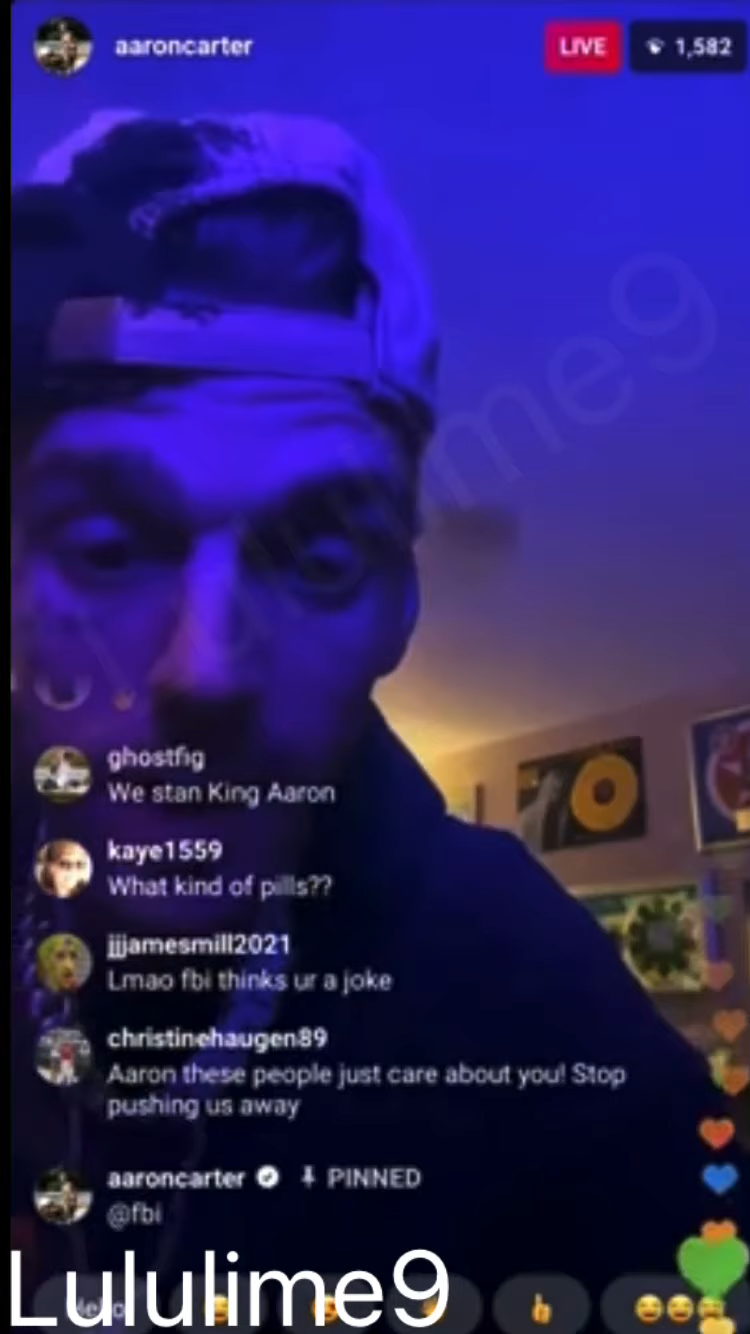 aaroncarter
LIVE
1,582
Lululime9
ghostfig
We stan King Aaron
kaye1559
What kind of pills??
jjjamesmill2021
Lmao fbi thinks ur a joke
christinehaugen89
Aaron these people just care about you! Stop
pushing us away
aaroncarter PINNED
@fbi
Lululime9